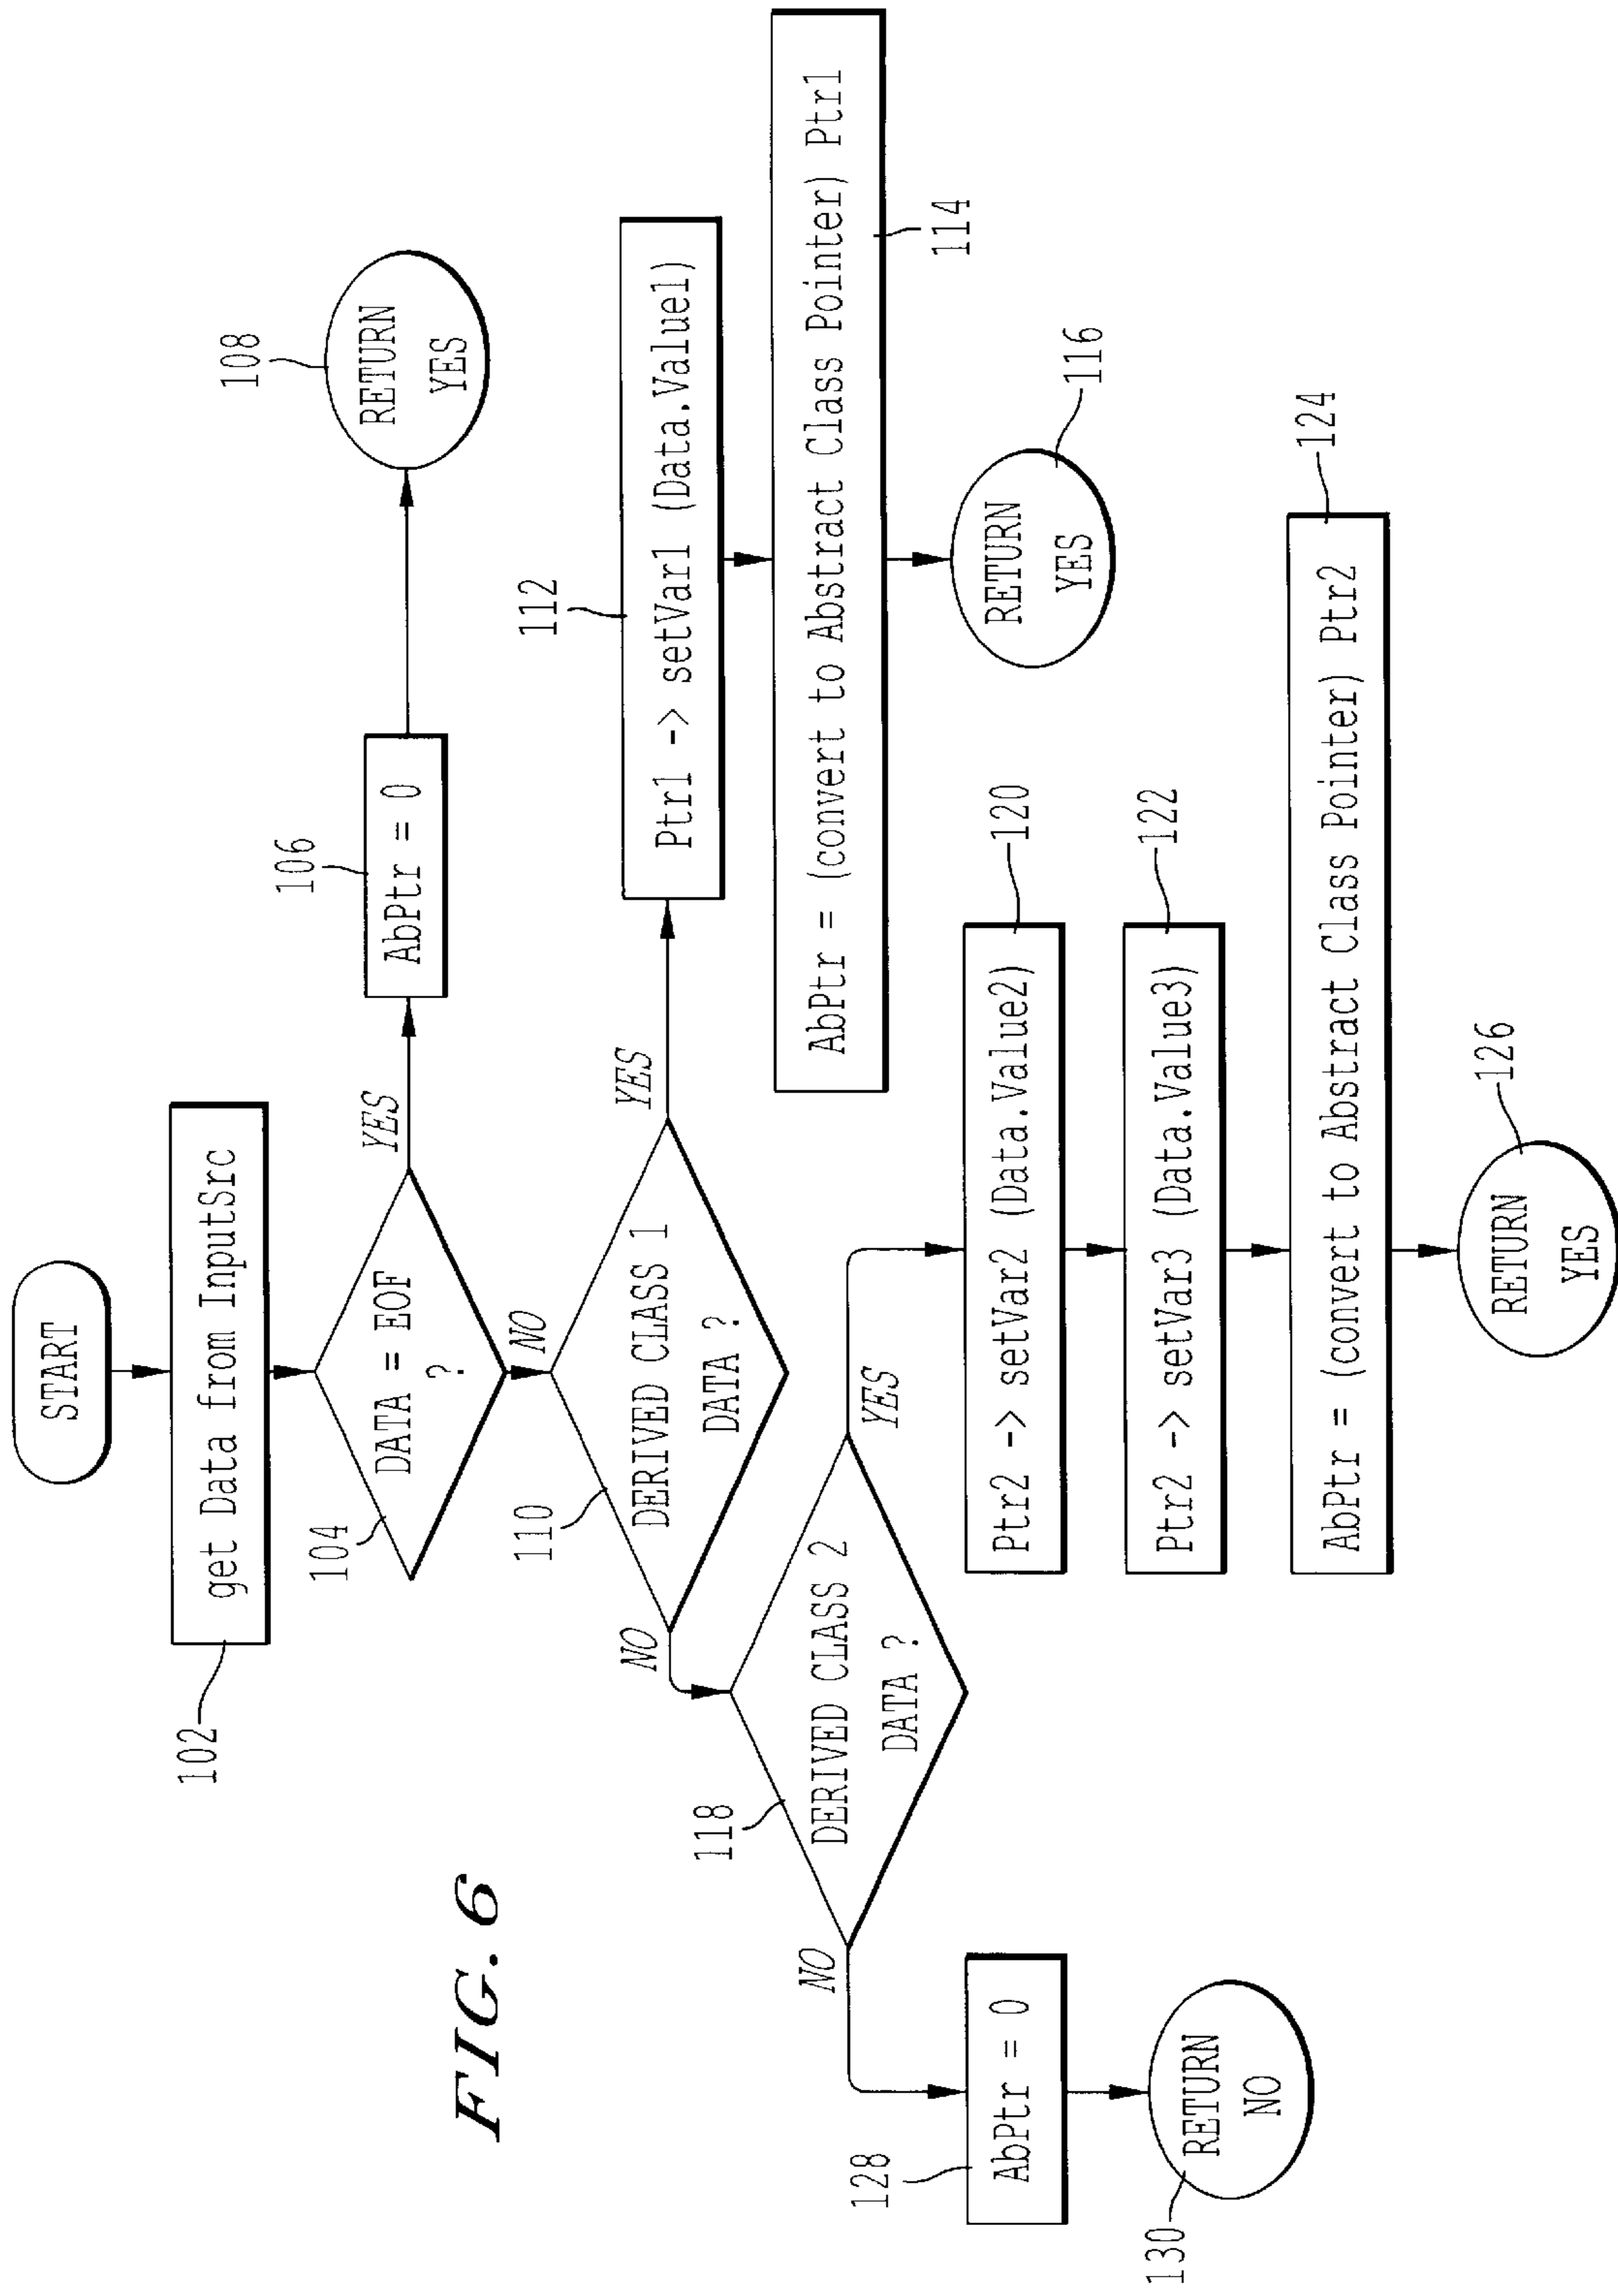 FIG. 6
START
102
get Data from InputSrc
104
DATA = EOF
?
YES
106
AbPtr = 0
108
RETURN
YES
NO
110
DERIVED CLASS 1
DATA ?
YES
112
Ptr1 -> setVar1 (Data.Value1)
AbPtr = (convert to Abstract Class Pointer) Ptr1
114
RETURN
YES
116
NO
118
DERIVED CLASS 2
DATA ?
YES
Ptr2 -> setVar2 (Data.Value2)
120
Ptr2 -> setVar3 (Data.Value3)
122
AbPtr = (convert to Abstract Class Pointer) Ptr2
124
RETURN
YES
126
NO
128
AbPtr = 0
130
RETURN
NO